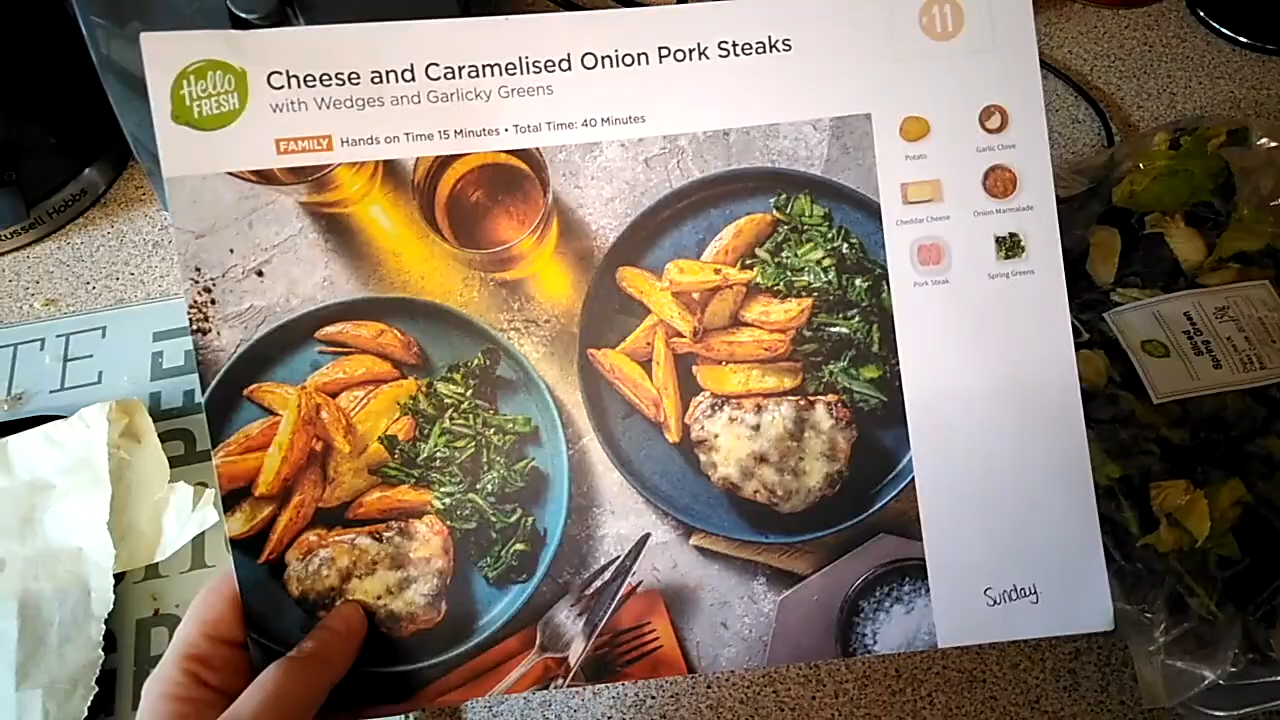 11
Hello
FRESH
Cheese and Caramelised Onion Pork Steaks
with Wedges and Garlicky Greens
FAMILY Hands on Time 15 Minutes • Total Time: 40 Minutes
Potato
Garlic Clove
Cheddar Cheese
Onion Marmalade
Pork Steak
Spring Greens
Sunday.
Russell Hobbs
TE
Sliced
Spring
Green